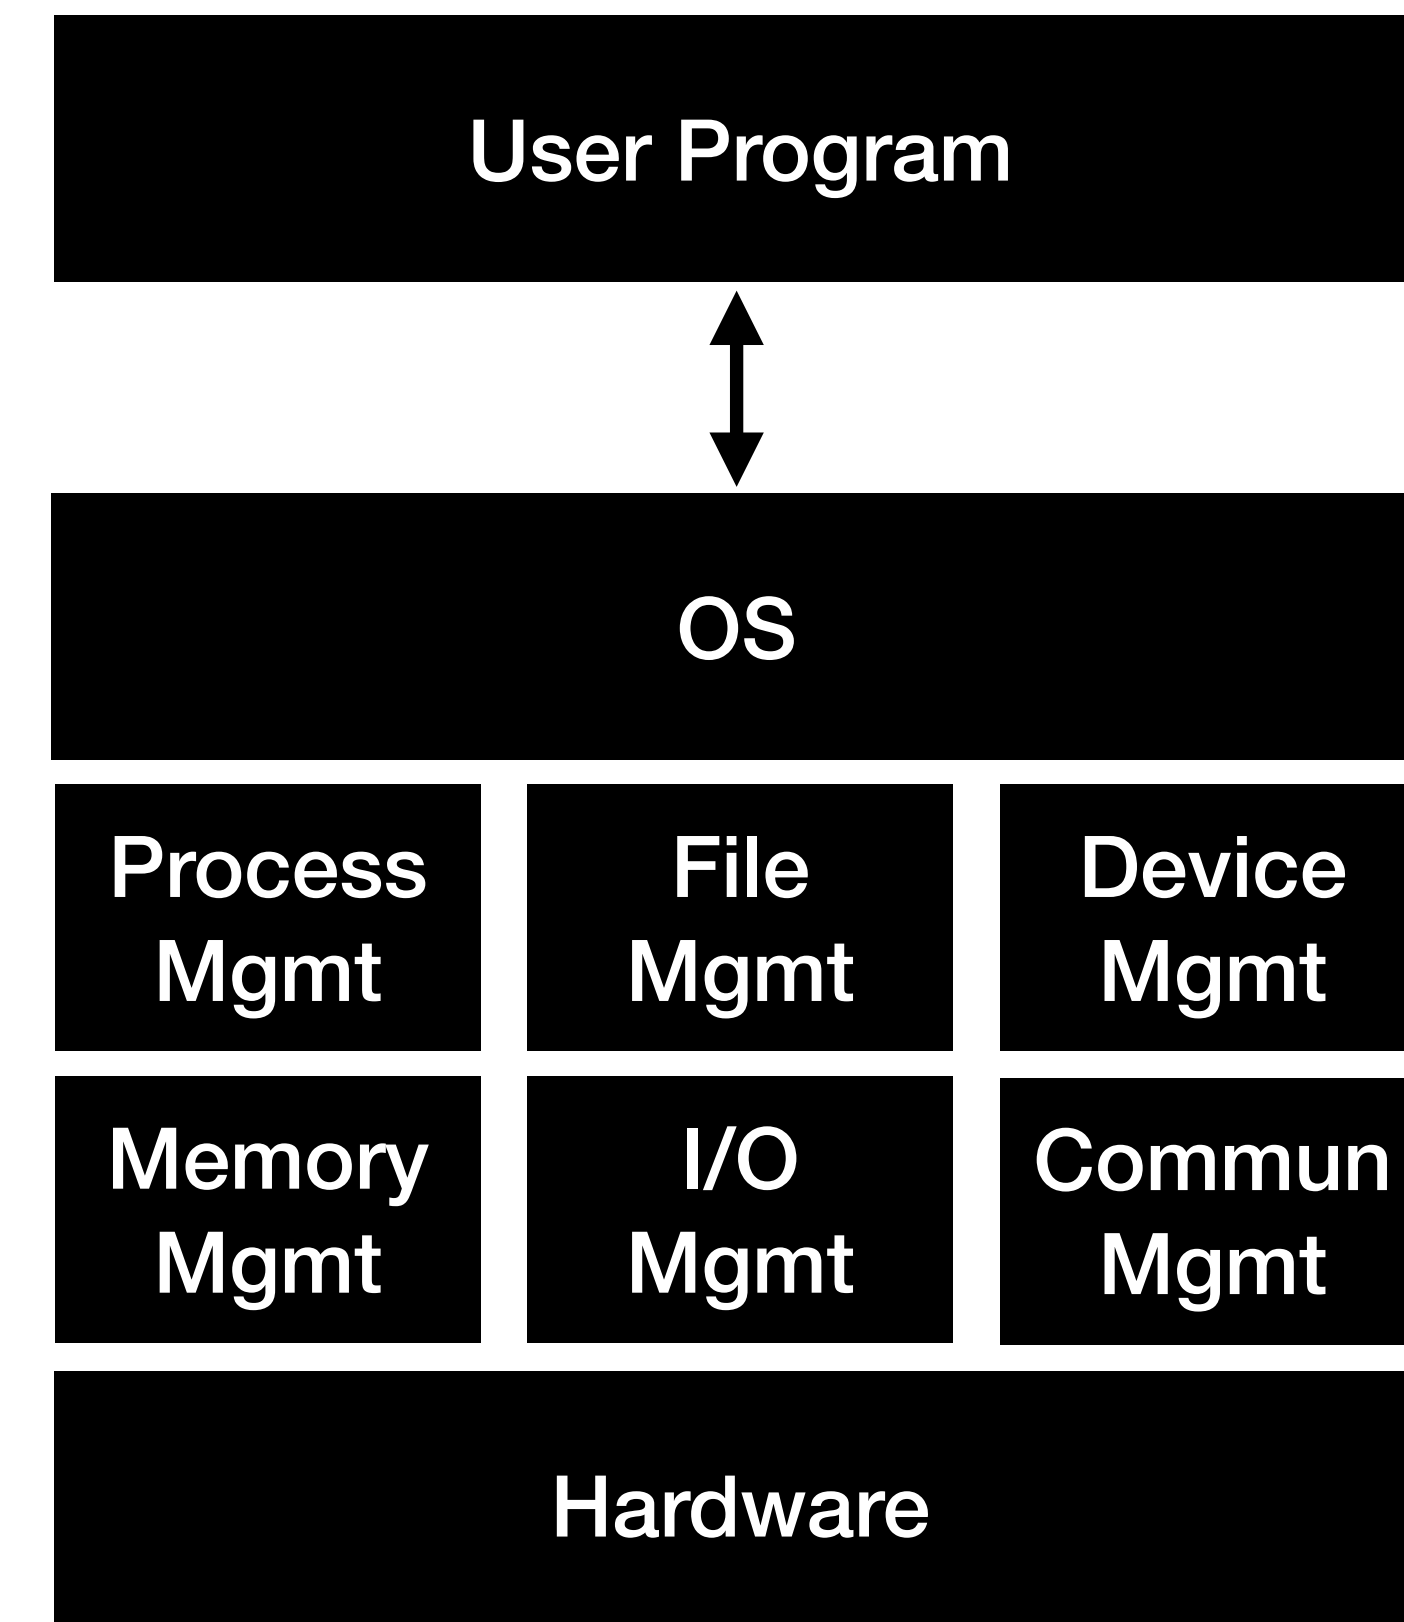 User Program
OS
Process
Mgmt
File
Mgmt
Device
Mgmt
Memory
Mgmt
I/O
Mgmt
Commun
Mgmt
Hardware